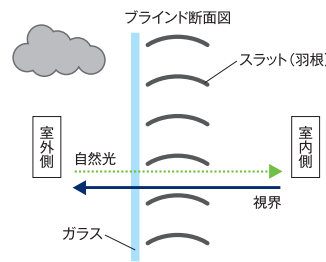 ブラインド断面図
スラット（羽根）
室外側
自然光
室内側
視界
ガラス